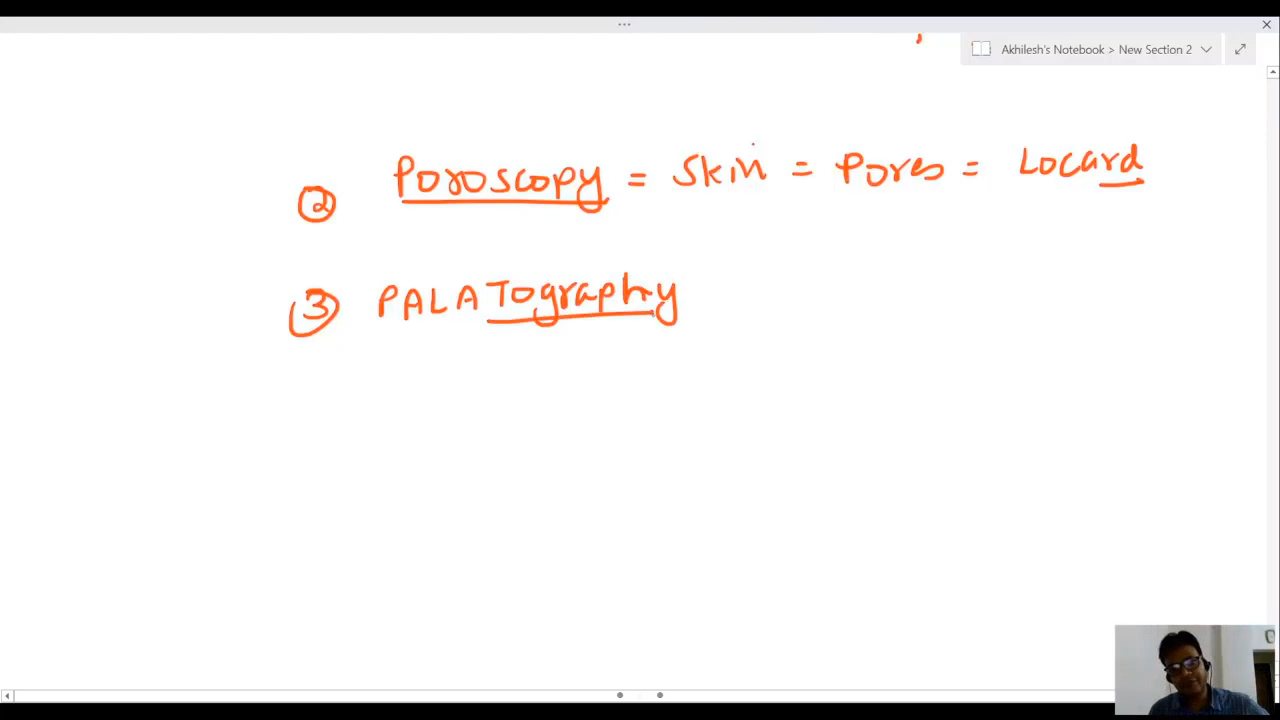 Akhilesh's Notebook > New Section 2
② Poroscopy = Skin = Pores = Locard
③ PALATography